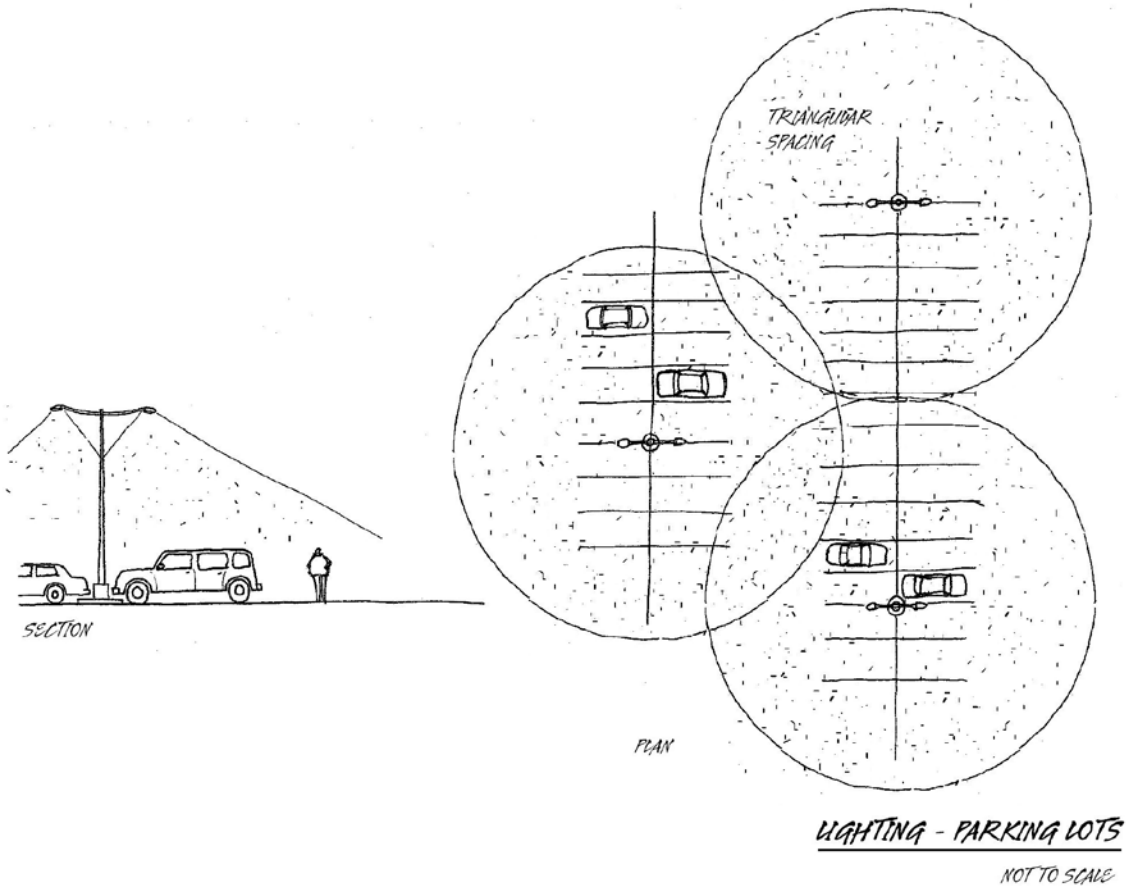 TRIANGULAR
SPACING
SECTION
PLAN
LIGHTING - PARKING LOTS
NOT TO SCALE